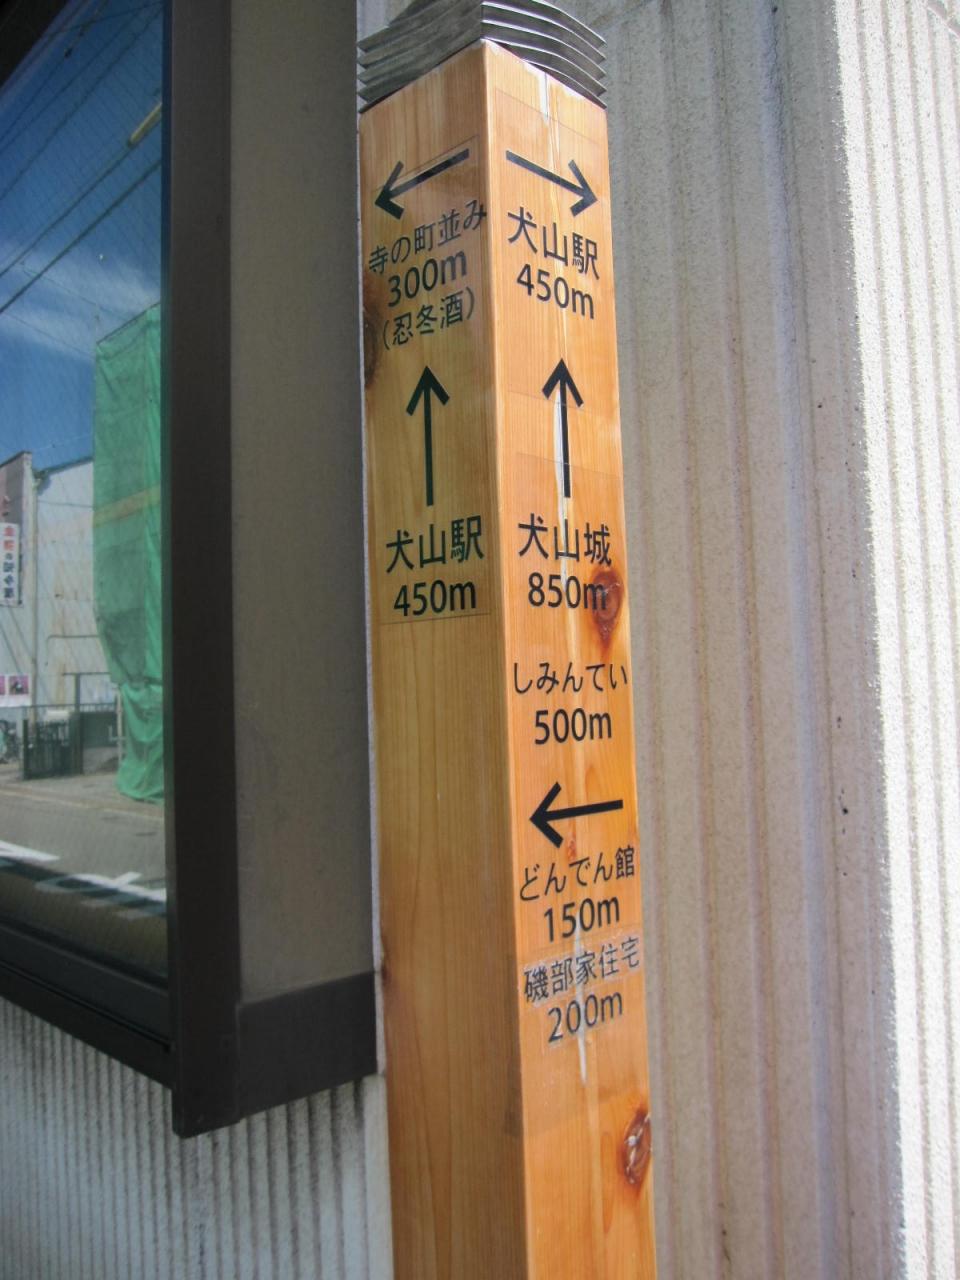 寺の町並み
300m
(忍冬酒)
犬山駅
450m
犬山駅
450m
犬山城
850m
しみんてい
500m
どんでん館
150m
磯部家住宅
200m